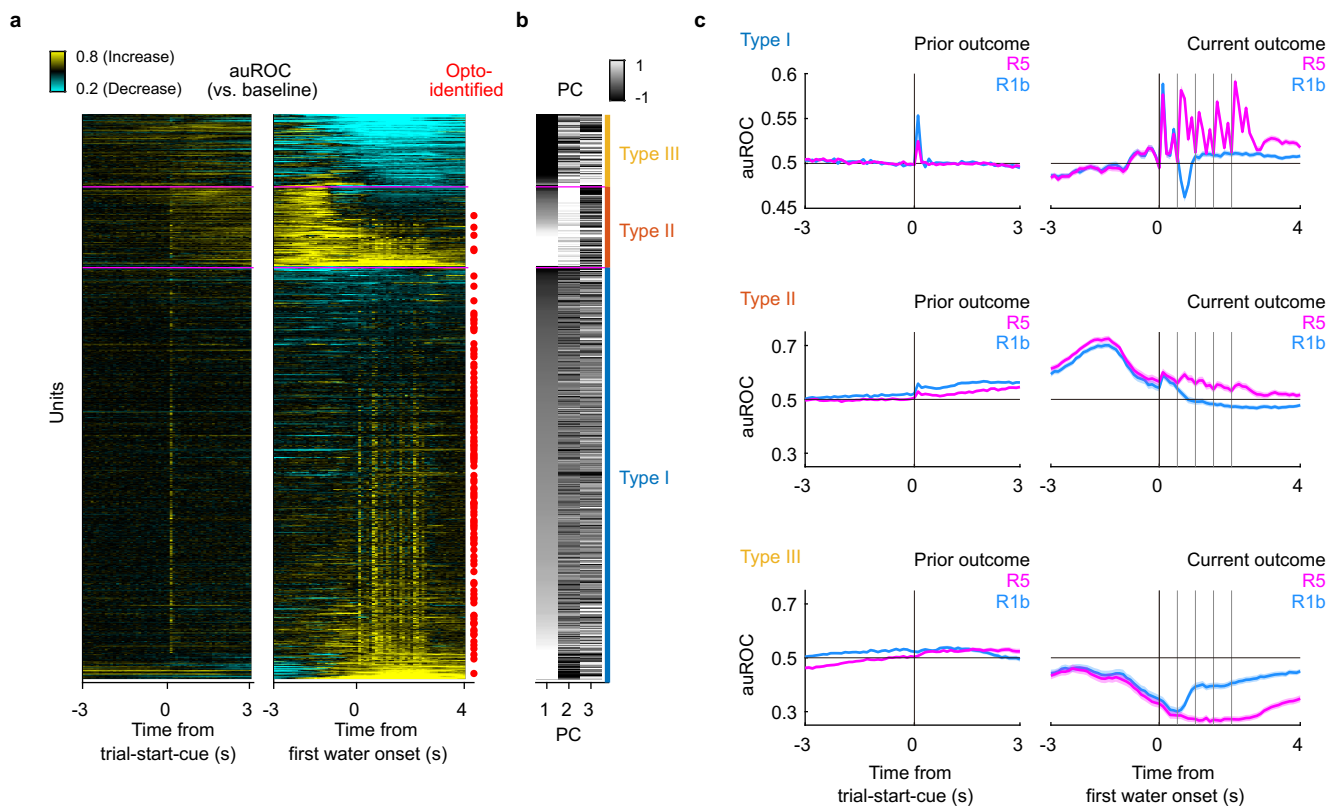 a
0.8 (Increase)
0.2 (Decrease)
auROC
(vs. baseline)
Opto-
identified
Units
-3
0
3
-3
0
4
Time from
trial-start-cue (s)
Time from
first water onset (s)
b
1
-1
PC
Type III
Type II
Type I
1 2 3
PC
c
Type I
Prior outcome
R5
R1b
Current outcome
R5
R1b
auROC
0.6
0.55
0.5
0.45
-3
0
3
-3
0
4
Type II
Prior outcome
R5
R1b
Current outcome
R5
R1b
auROC
0.7
0.5
0.3
-3
0
3
-3
0
4
Type III
Prior outcome
R5
R1b
Current outcome
R5
R1b
auROC
0.7
0.5
0.3
-3
0
3
-3
0
4
Time from
trial-start-cue (s)
Time from
first water onset (s)